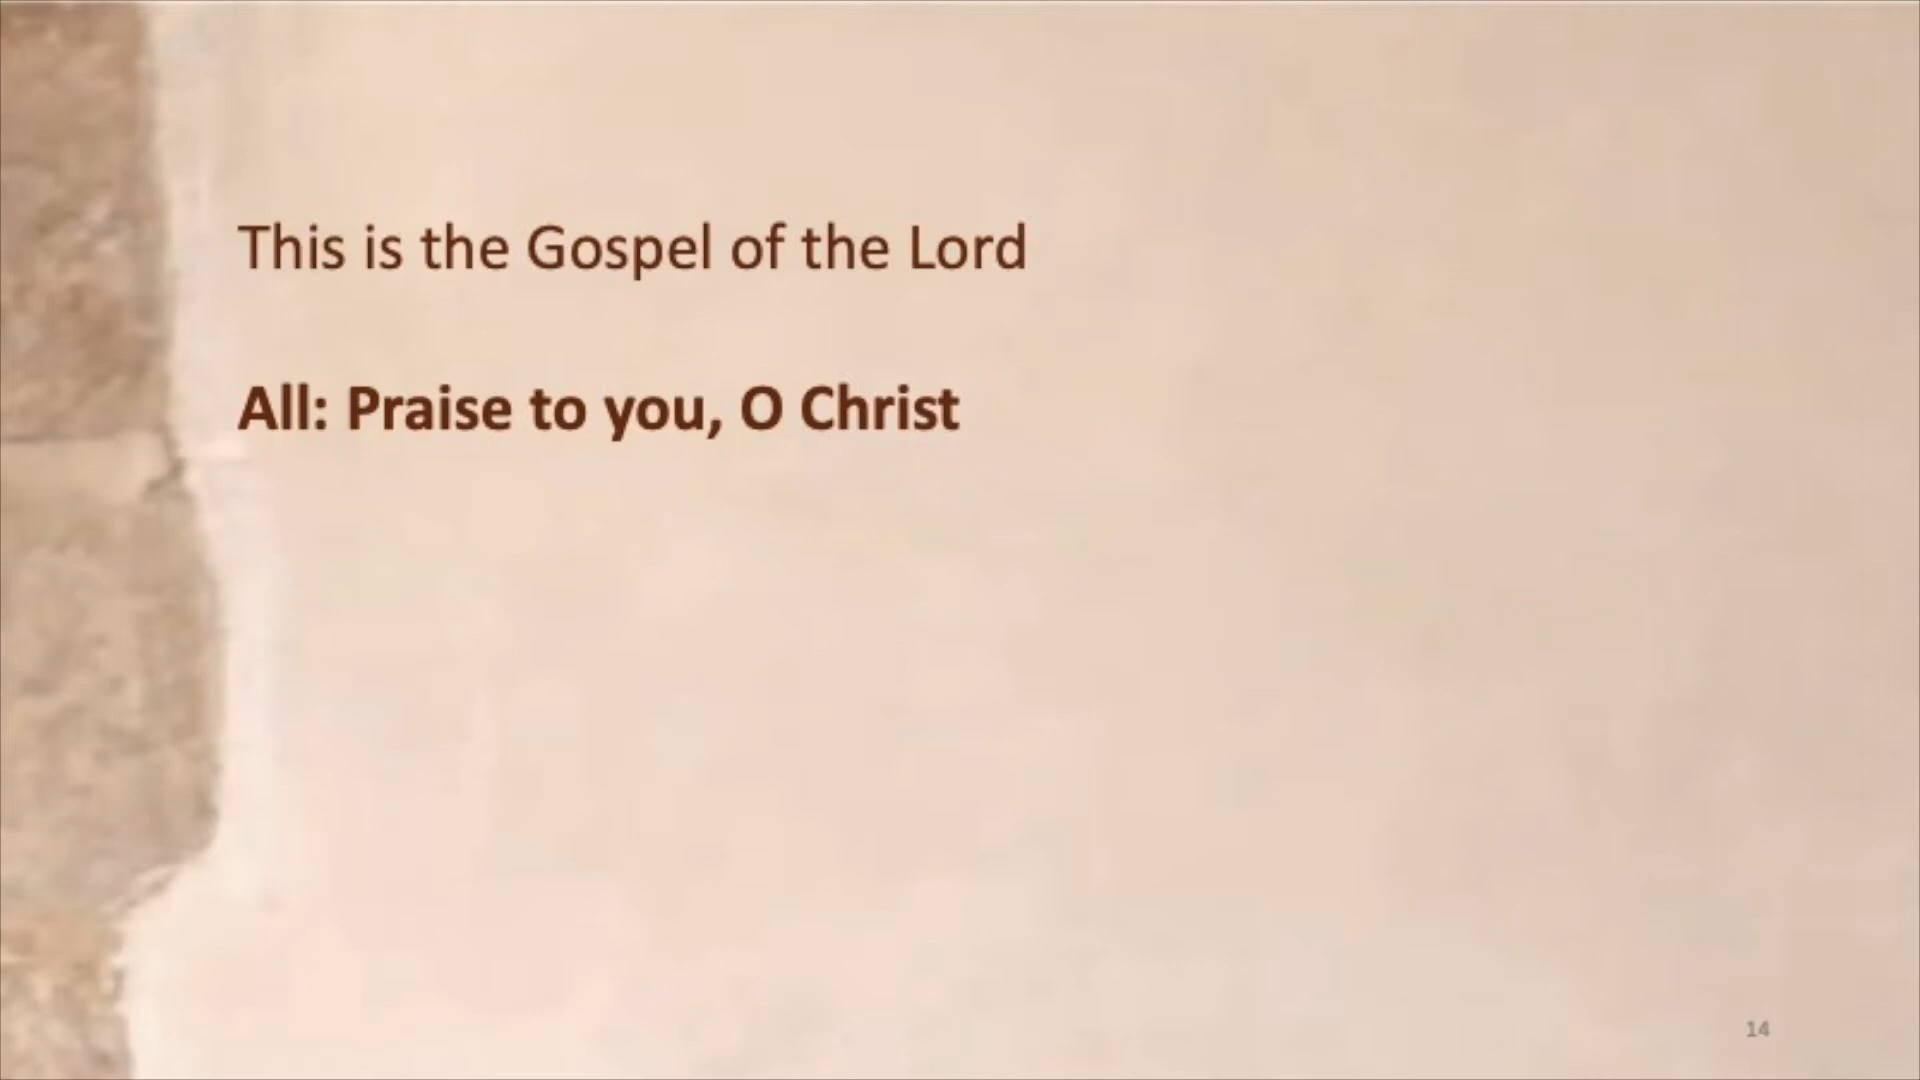 This is the Gospel of the Lord
All: Praise to you, O Christ
14